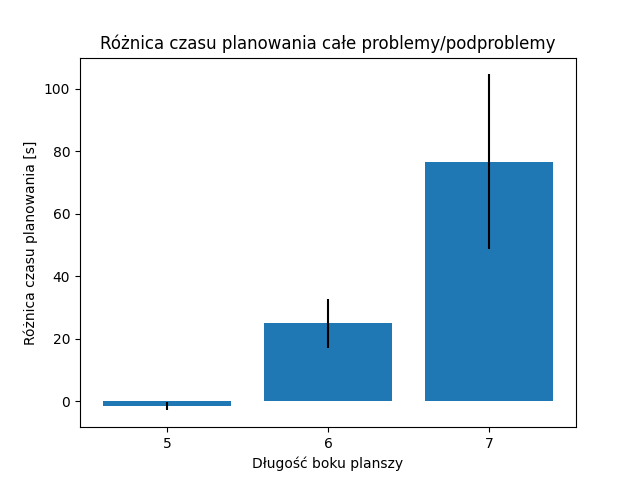 Różnica czasu planowania całe problemy/podproblemy
Różnica czasu planowania [s]
100
80
60
40
20
0
5 6 7
Długość boku planszy